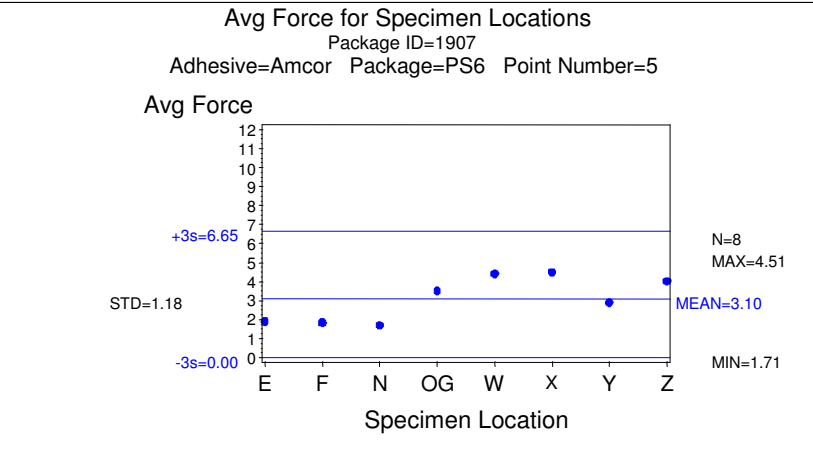 Avg Force for Specimen Locations
Package ID=1907
Adhesive=Amcor Package=PS6 Point Number=5
Avg Force
12
11
10
9
8
7
6
5
4
3
2
1
0
+3s=6.65
STD=1.18
-3s=0.00
N=8
MAX=4.51
MEAN=3.10
MIN=1.71
E F N OG W X Y Z
Specimen Location